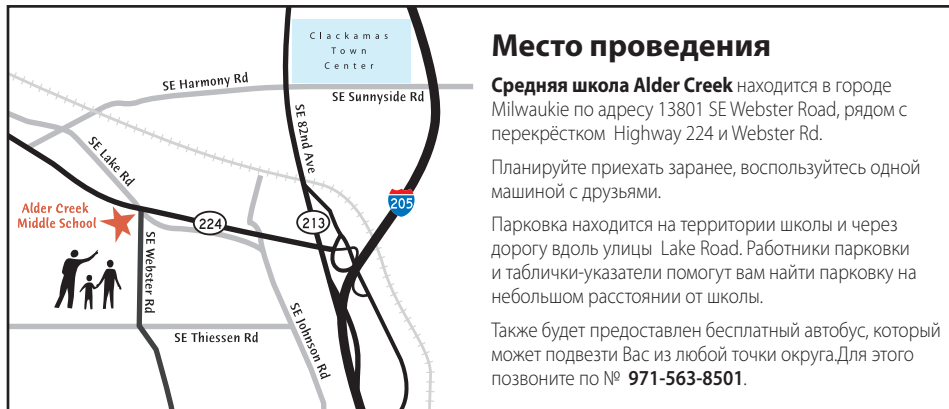 Clackamas
Town
Center
SE Harmony Rd
SE Sunnyside Rd
SE 82nd Ave
SE Lake Rd
205
Alder Creek
Middle School
224
213
SE Webster Rd
SE Thiessen Rd
SE Johnson Rd
Место проведения
Средняя школа Alder Creek находится в городе
Milwaukie по адресу 13801 SE Webster Road, рядом с
перекрёстком Highway 224 и Webster Rd.
Планируйте приехать заранее, воспользуйтесь одной
машиной с друзьями.
Парковка находится на территории школы и через
дорогу вдоль улицы Lake Road. Работники парковки
и таблички-указатели помогут вам найти парковку на
небольшом расстоянии от школы.
Также будет предоставлен бесплатный автобус, который
может подвезти Вас из любой точки округа.Для этого
позвоните по № 971-563-8501.